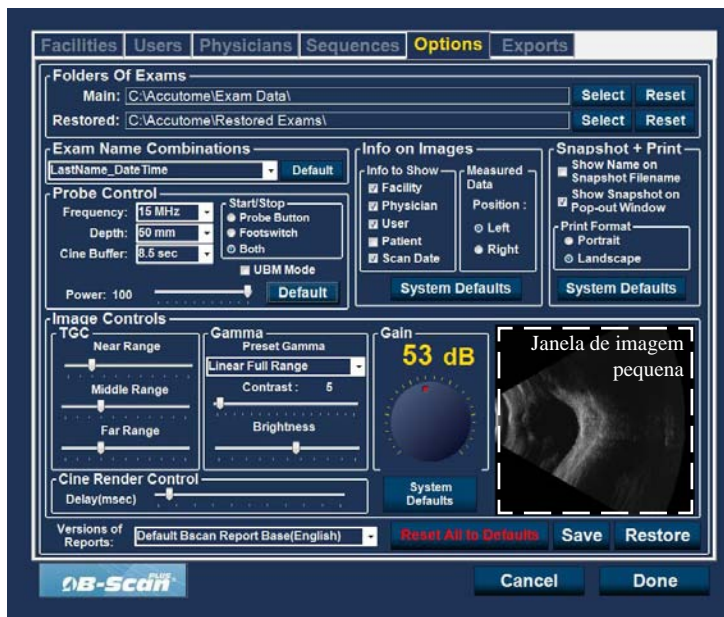 Facilities Users Physicians Sequences Options Exports
Folders Of Exams
Main: C:\Accutome\Exam Data\ Select Reset
Restored: C:\Accutome\Restored Exams\ Select Reset
Exam Name Combinations
LastName_DateTime Default
Probe Control
Frequency: 15 MHz
Depth: 50 mm
Cine Buffer: 8.5 sec
Start/Stop
Probe Button
Footswitch
Both
UBM Mode
Power: 100 Default
Info on Images
Info to Show
Facility
Physician
User
Patient
Scan Date
Measured
Data
Position :
Left
Right
System Defaults
Snapshot + Print
Show Name on
Snapshot Filename
Show Snapshot on
Pop-out Window
Print Format
Portrait
Landscape
System Defaults
Image Controls
TGC
Near Range
Middle Range
Far Range
Gamma
Preset Gamma
Linear Full Range
Contrast : 5
Brightness
Gain
53 dB
System
Defaults
Janela de imagem
pequena
Cine Render Control
Delay(msec)
Versions of
Reports:
Default Bscan Report Base(English)
Reset All to Defaults Save Restore
B-Scan PLUS
Cancel Done